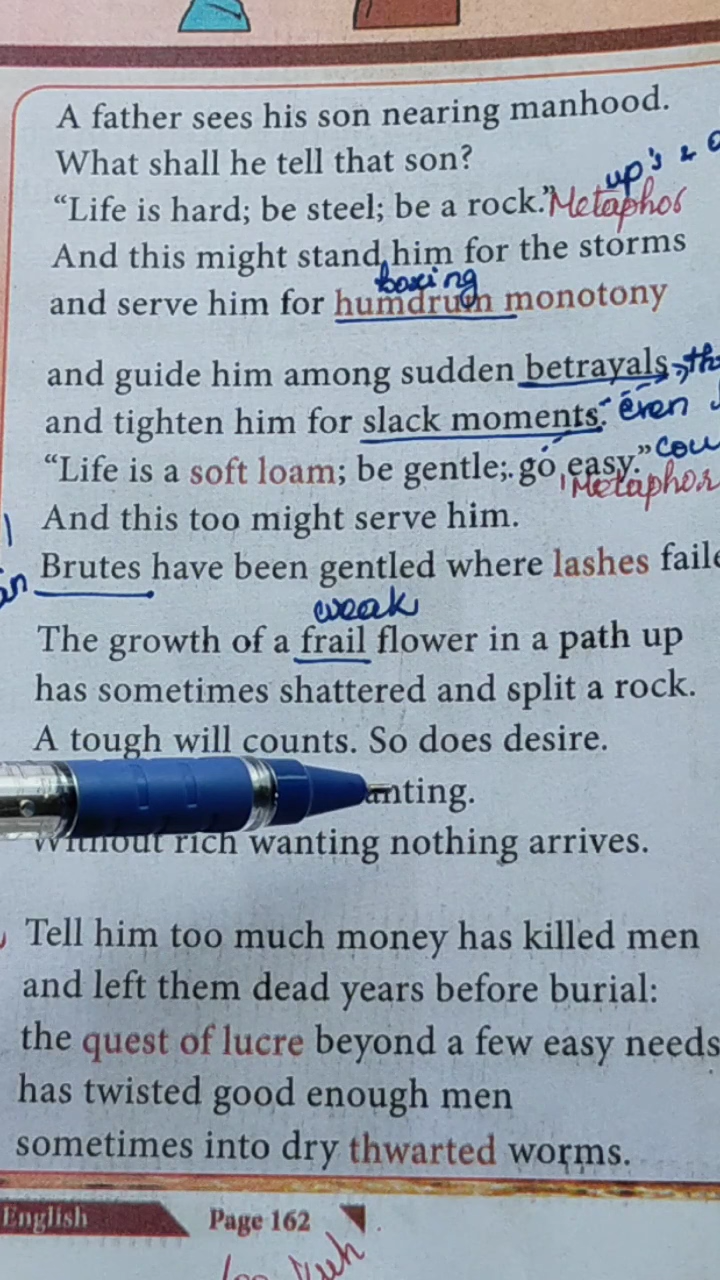 A father sees his son nearing manhood.
What shall he tell that son?
up's &
“Life is hard; be steel; be a rock.” Metaphor
And this might stand him for the storms
boring
and serve him for humdrum monotony
and guide him among sudden betrayals
and tighten him for slack moments. even
“Life is a soft loam; be gentle; go easy.”
Metaphor
And this too might serve him.
Brutes have been gentled where lashes faile
weak
The growth of a frail flower in a path up
has sometimes shattered and split a rock.
A tough will counts. So does desire.
anting.
Without rich wanting nothing arrives.
Tell him too much money has killed men
and left them dead years before burial:
the quest of lucre beyond a few easy needs
has twisted good enough men
sometimes into dry thwarted worms.
English
Page 162